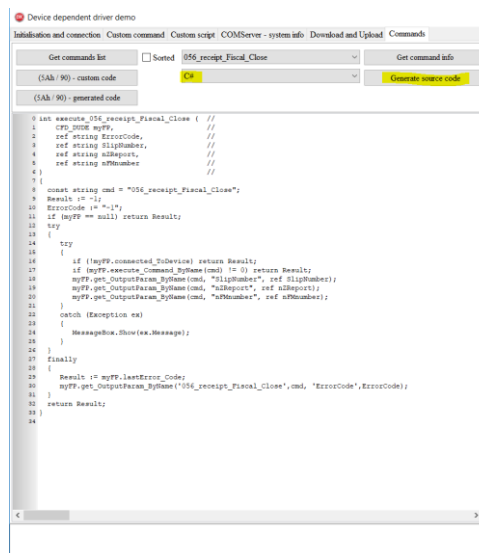 Device dependent driver demo
Initialisation and connection Custom command Custom script COMServer - system info Download and Upload Commands
Get commands list Sorted 056_receipt_Fiscal_Close Get command info
(5Ah / 90) - custom code C# Generate source code
(5Ah / 90) - generated code
0 int execute_056_receipt_Fiscal_Close ( //
1 CFD_DUDE myFP, //
2 ref string ErrorCode, //
3 ref string SlipNumber, //
4 ref string nZReport, //
5 ref string nFMnumber //
6 ) //
7 {
8 const string cmd = "056_receipt_Fiscal_Close";
9 Result := -1;
10 ErrorCode := "-1";
11 if (myFP == null) return Result;
12 try
13 {
14 try
15 {
16 if (!myFP.connected_ToDevice) return Result;
17 if (myFP.execute_Command_ByName(cmd) != 0) return Result;
18 myFP.get_OutputParam_ByName(cmd, "SlipNumber", ref SlipNumber);
19 myFP.get_OutputParam_ByName(cmd, "nZReport", ref nZReport);
20 myFP.get_OutputParam_ByName(cmd, "nFMnumber", ref nFMnumber);
21 }
22 catch (Exception ex)
23 {
24 MessageBox.Show(ex.Message);
25 }
26 }
27 finally
28 {
29 Result := myFP.lastError_Code;
30 myFP.get_OutputParam_ByName('056_receipt_Fiscal_Close',cmd, 'ErrorCode',ErrorCode);
31 }
32 return Result;
33 }
34